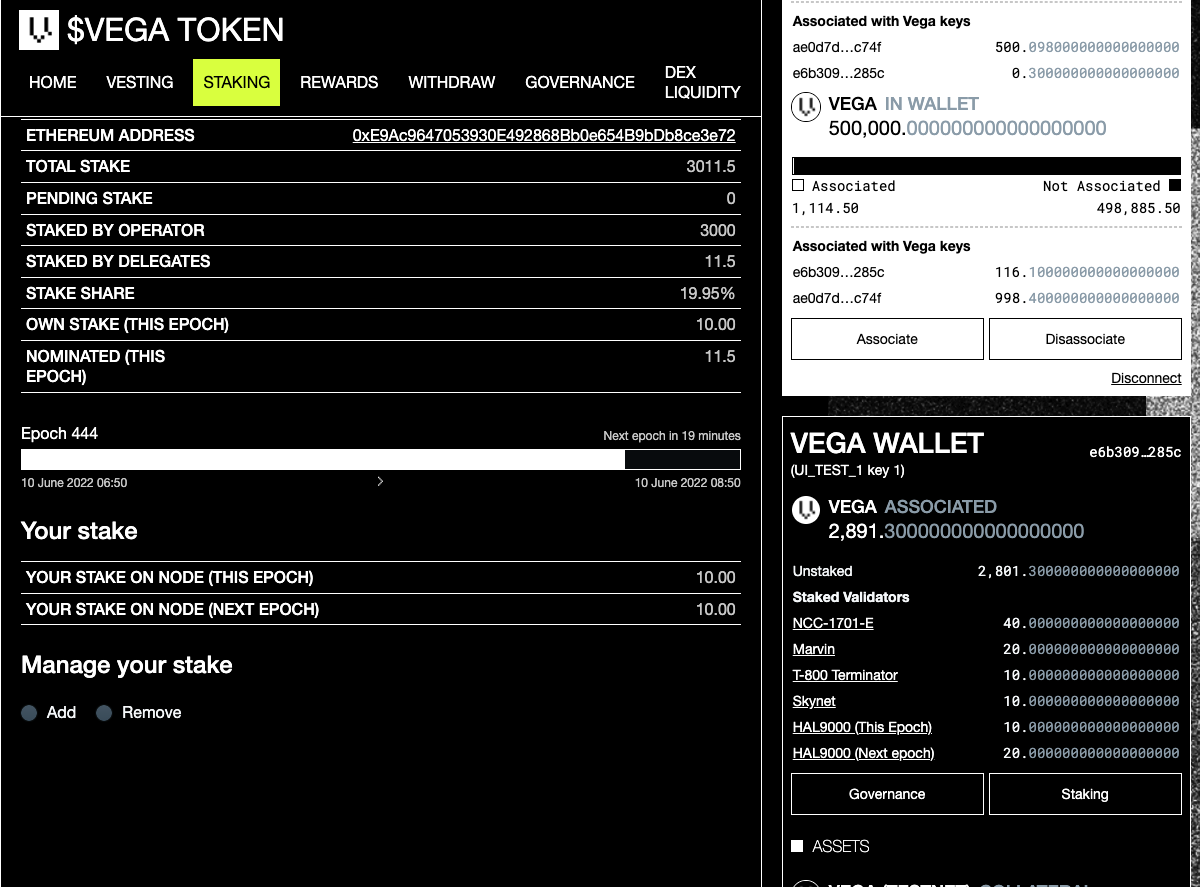 $VEGA TOKEN
HOME VESTING STAKING REWARDS WITHDRAW GOVERNANCE DEX LIQUIDITY
ETHEREUM ADDRESS 0xE9Ac9647053930E492868Bb0e654B9bDb8ce3e72
TOTAL STAKE 3011.5
PENDING STAKE 0
STAKED BY OPERATOR 3000
STAKED BY DELEGATES 11.5
STAKE SHARE 19.95%
OWN STAKE (THIS EPOCH) 10.00
NOMINATED (THIS 11.5
EPOCH)
Epoch 444 Next epoch in 19 minutes
10 June 2022 06:50 10 June 2022 08:50
Your stake
YOUR STAKE ON NODE (THIS EPOCH) 10.00
YOUR STAKE ON NODE (NEXT EPOCH) 10.00
Manage your stake
Add Remove
Associated with Vega keys
ae0d7d…c74f 500.098000000000000000
e6b309…285c 0.300000000000000000
VEGA IN WALLET
500,000.000000000000000000
Associated Not Associated
1,114.50 498,885.50
Associated with Vega keys
e6b309…285c 116.100000000000000000
ae0d7d…c74f 998.400000000000000000
Associate Disassociate
Disconnect
VEGA WALLET e6b309…285c
(UI_TEST_1 key 1)
VEGA ASSOCIATED
2,891.300000000000000000
Unstaked 2,801.300000000000000000
Staked Validators
NCC-1701-E 40.000000000000000000
Marvin 20.000000000000000000
T-800 Terminator 10.000000000000000000
Skynet 10.000000000000000000
HAL9000 (This Epoch) 10.000000000000000000
HAL9000 (Next epoch) 20.000000000000000000
Governance Staking
ASSETS
VEGA (TESTNET) COLLATERAL